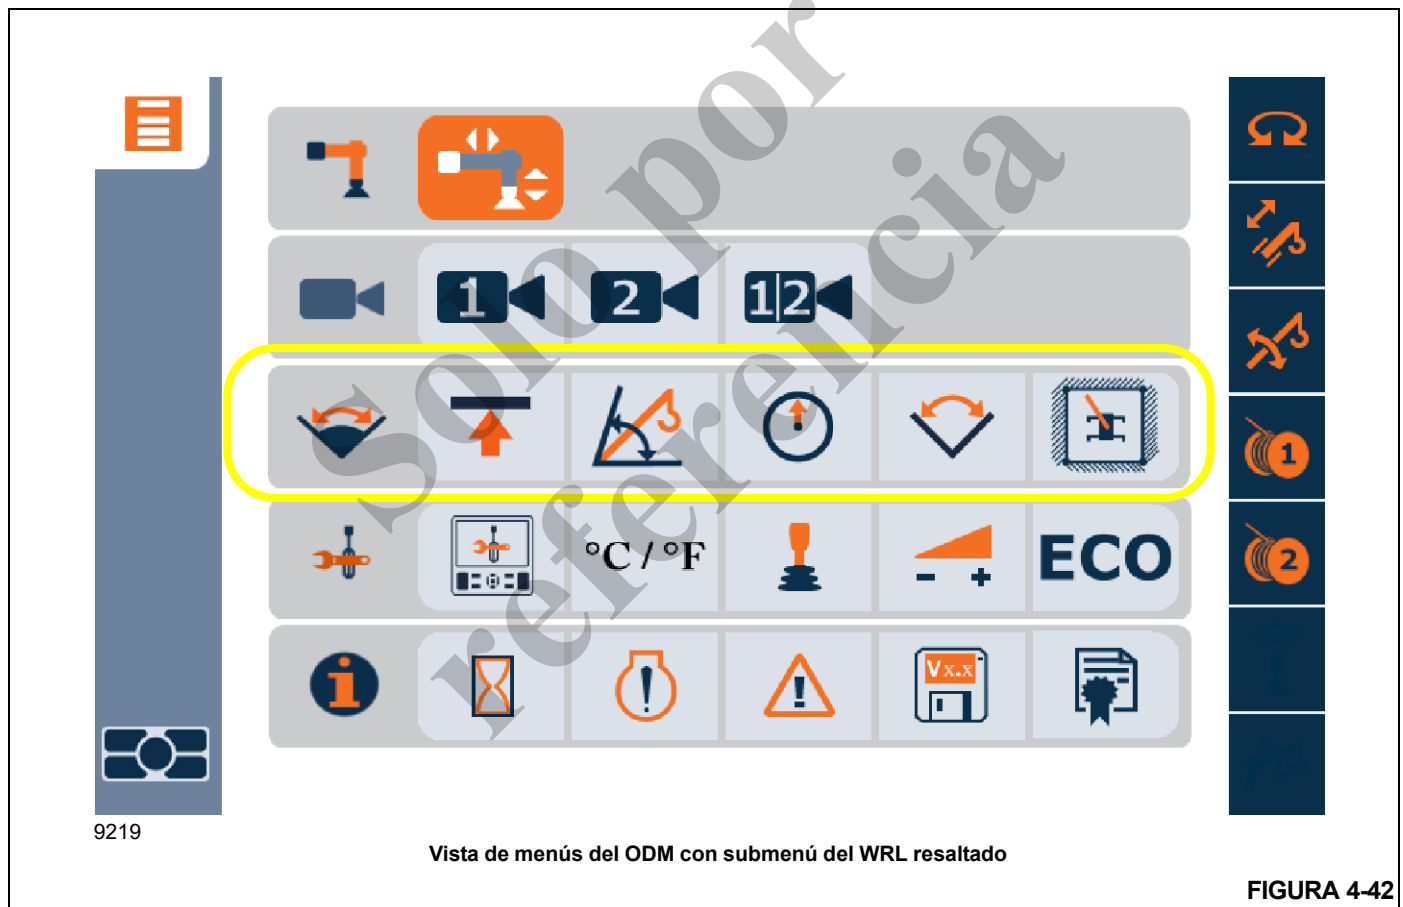 1 2 1|2
1
°C / °F ECO
2
Vx.x
Solo por
referencia
9219
Vista de menús del ODM con submenú del WRL resaltado
FIGURA 4-42